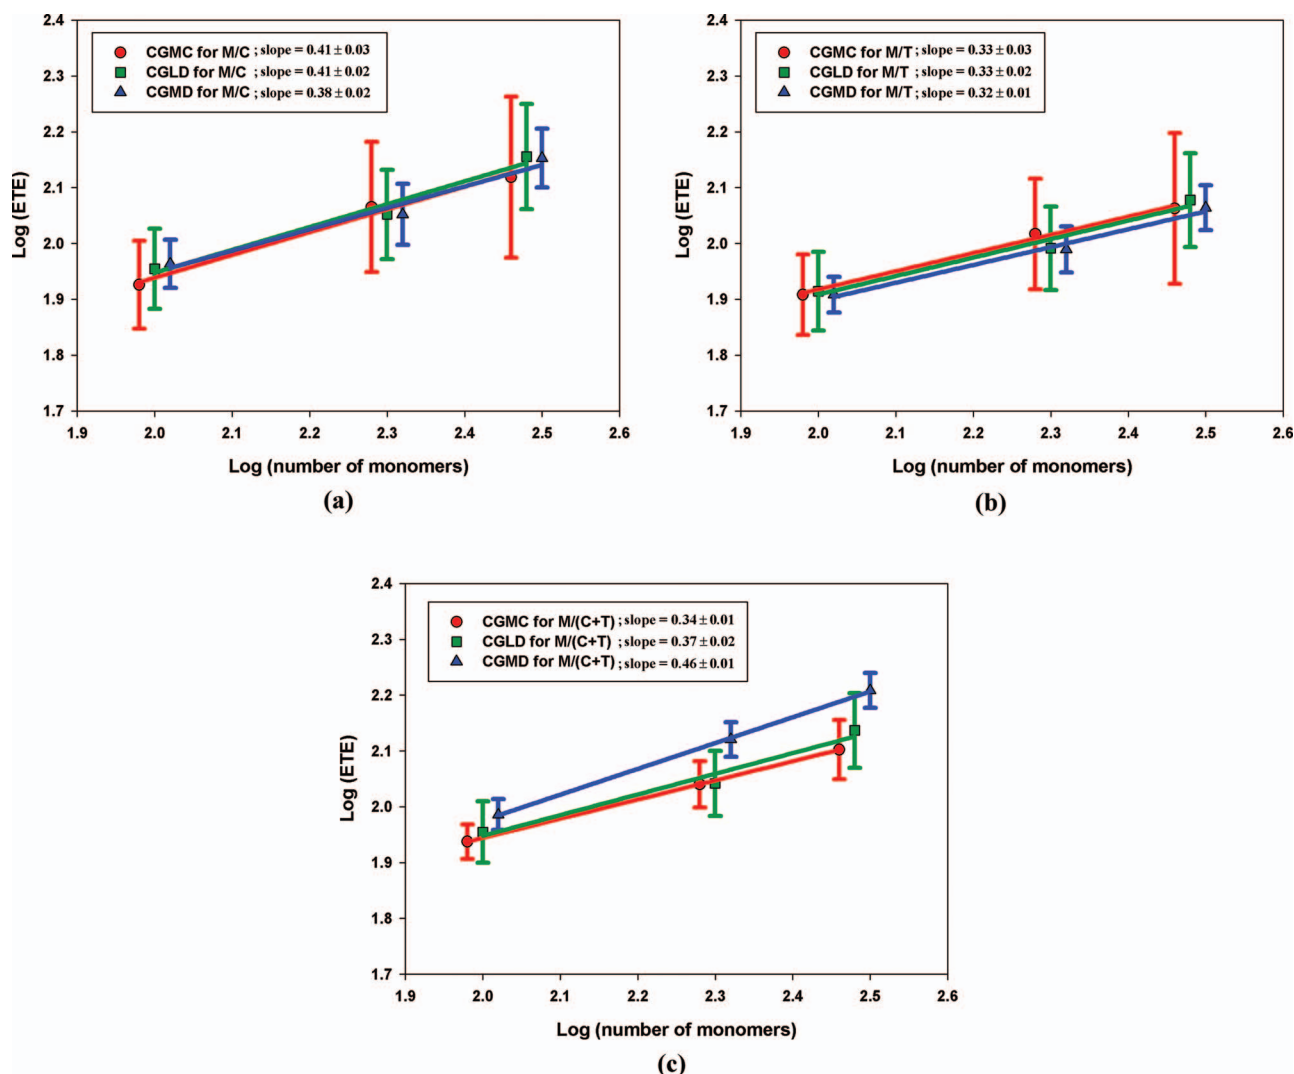 CGMC for M/C ; slope = 0.41 ± 0.03
CGLD for M/C ; slope = 0.41 ± 0.02
CGMD for M/C ; slope = 0.38 ± 0.02
2.4
2.3
2.2
2.1
2.0
1.9
1.8
1.7
Log (ETE)
1.9 2.0 2.1 2.2 2.3 2.4 2.5 2.6
Log (number of monomers)
(a)
CGMC for M/T ; slope = 0.33 ± 0.03
CGLD for M/T ; slope = 0.33 ± 0.02
CGMD for M/T ; slope = 0.32 ± 0.01
2.4
2.3
2.2
2.1
2.0
1.9
1.8
1.7
Log (ETE)
1.9 2.0 2.1 2.2 2.3 2.4 2.5 2.6
Log (number of monomers)
(b)
CGMC for M/(C+T) ; slope = 0.34 ± 0.01
CGLD for M/(C+T) ; slope = 0.37 ± 0.02
CGMD for M/(C+T) ; slope = 0.46 ± 0.01
2.4
2.3
2.2
2.1
2.0
1.9
1.8
1.7
Log (ETE)
1.9 2.0 2.1 2.2 2.3 2.4 2.5 2.6
Log (number of monomers)
(c)